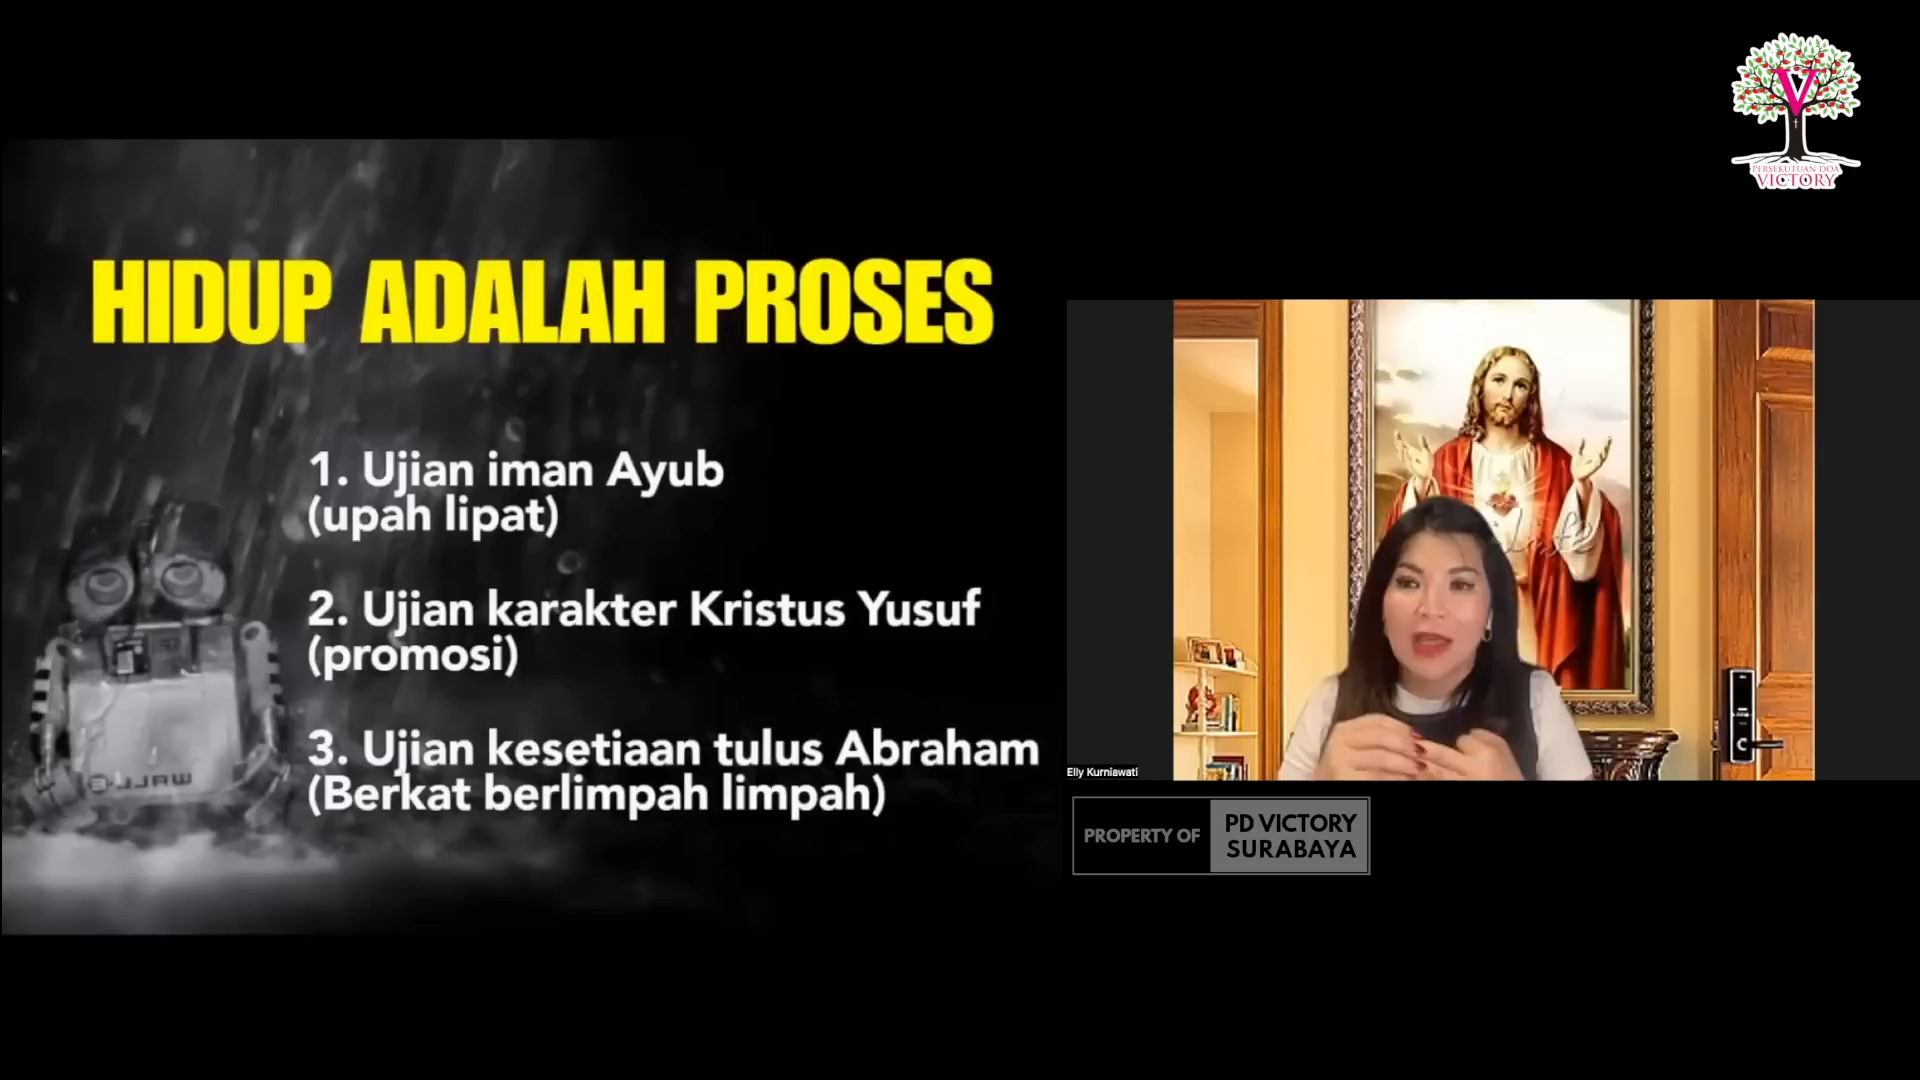 HIDUP ADALAH PROSES
1. Ujian iman Ayub
(upah lipat)
2. Ujian karakter Kristus Yusuf
(promosi)
3. Ujian kesetiaan tulus Abraham
(Berkat berlimpah limpah)
WALL-E
V
PERSEKUTUAN DOA
VICTORY
Elly Kurniawati
PROPERTY OF
PD VICTORY
SURABAYA